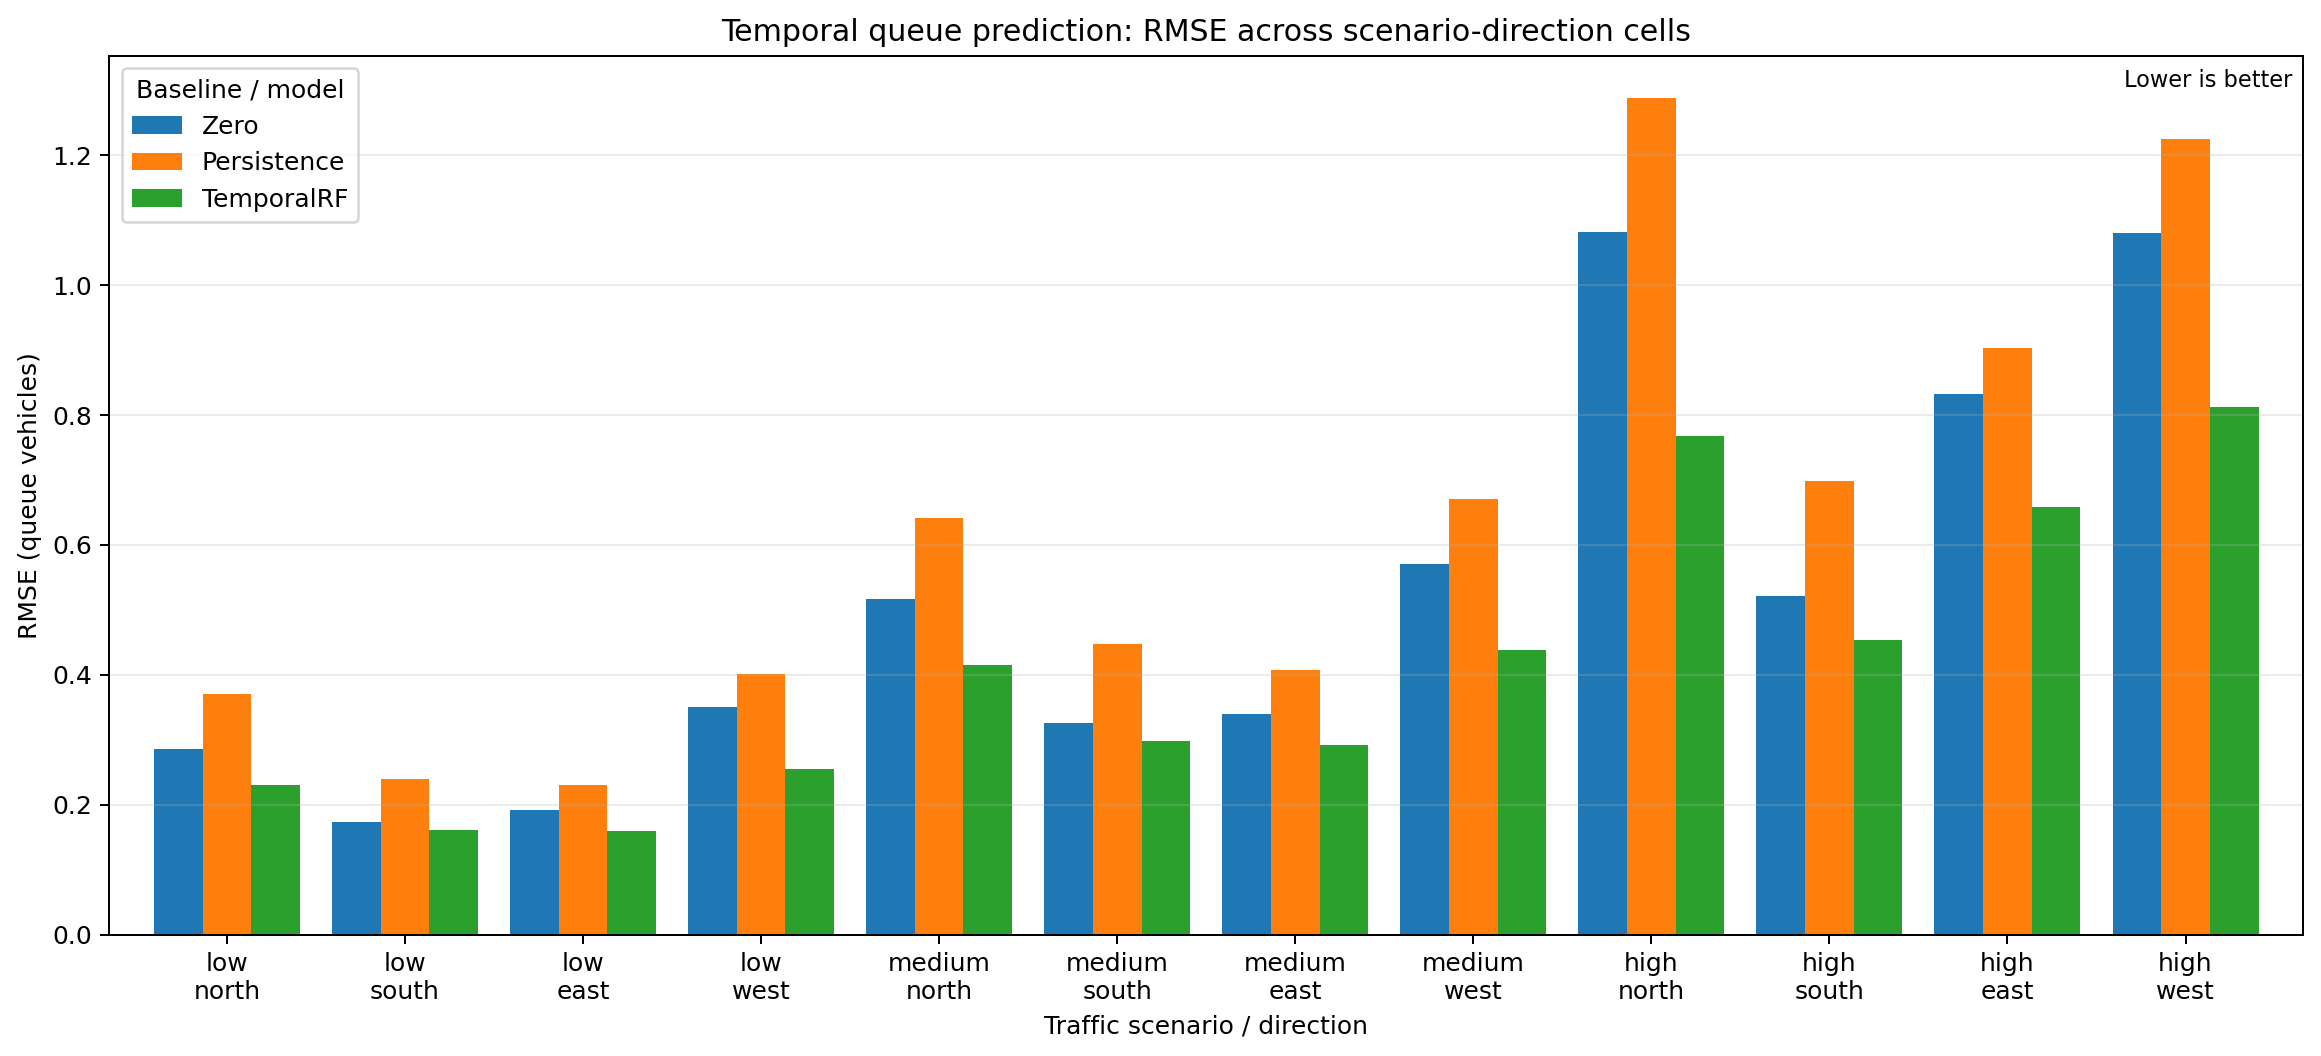 Temporal queue prediction: RMSE across scenario-direction cells
Lower is better
Baseline / model
Zero
Persistence
TemporalRF
RMSE (queue vehicles)
1.2
1.0
0.8
0.6
0.4
0.2
0.0
low north
low south
low east
low west
medium north
medium south
medium east
medium west
high north
high south
high east
high west
Traffic scenario / direction